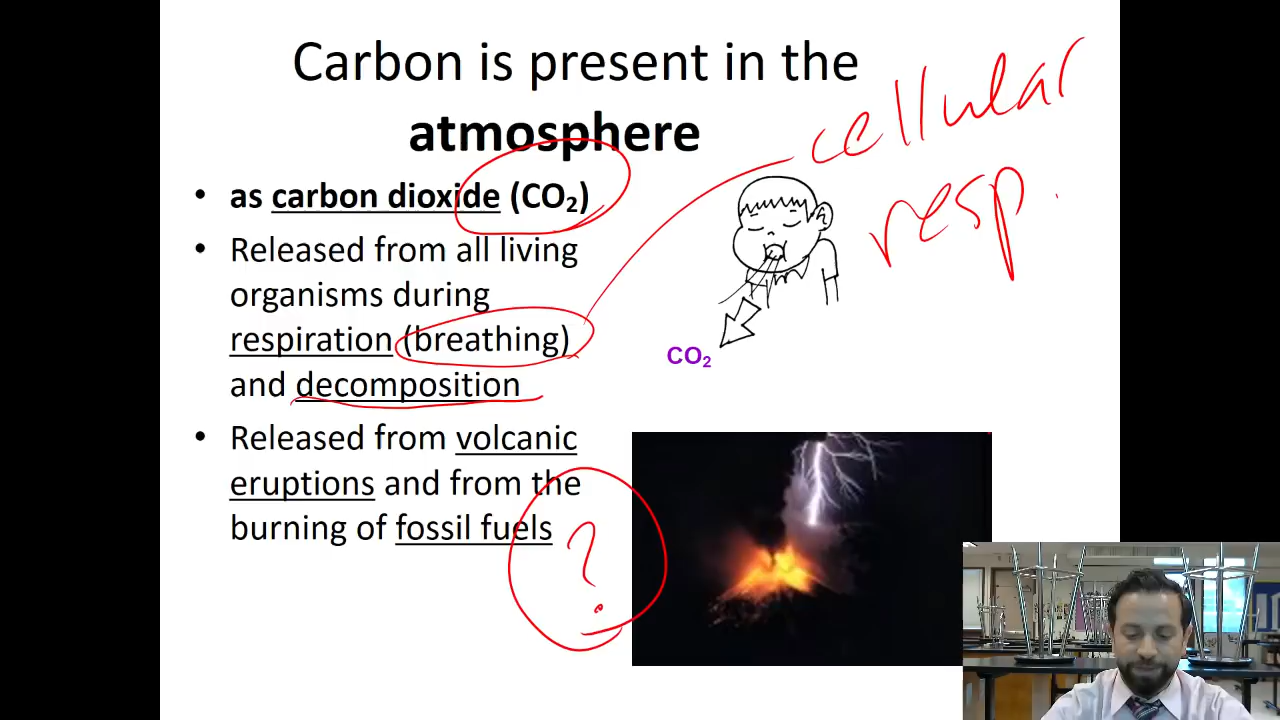 Carbon is present in the
atmosphere
• as carbon dioxide (CO₂)
• Released from all living
organisms during
respiration (breathing)
and decomposition
• Released from volcanic
eruptions and from the
burning of fossil fuels
cellular
resp.
CO₂
?